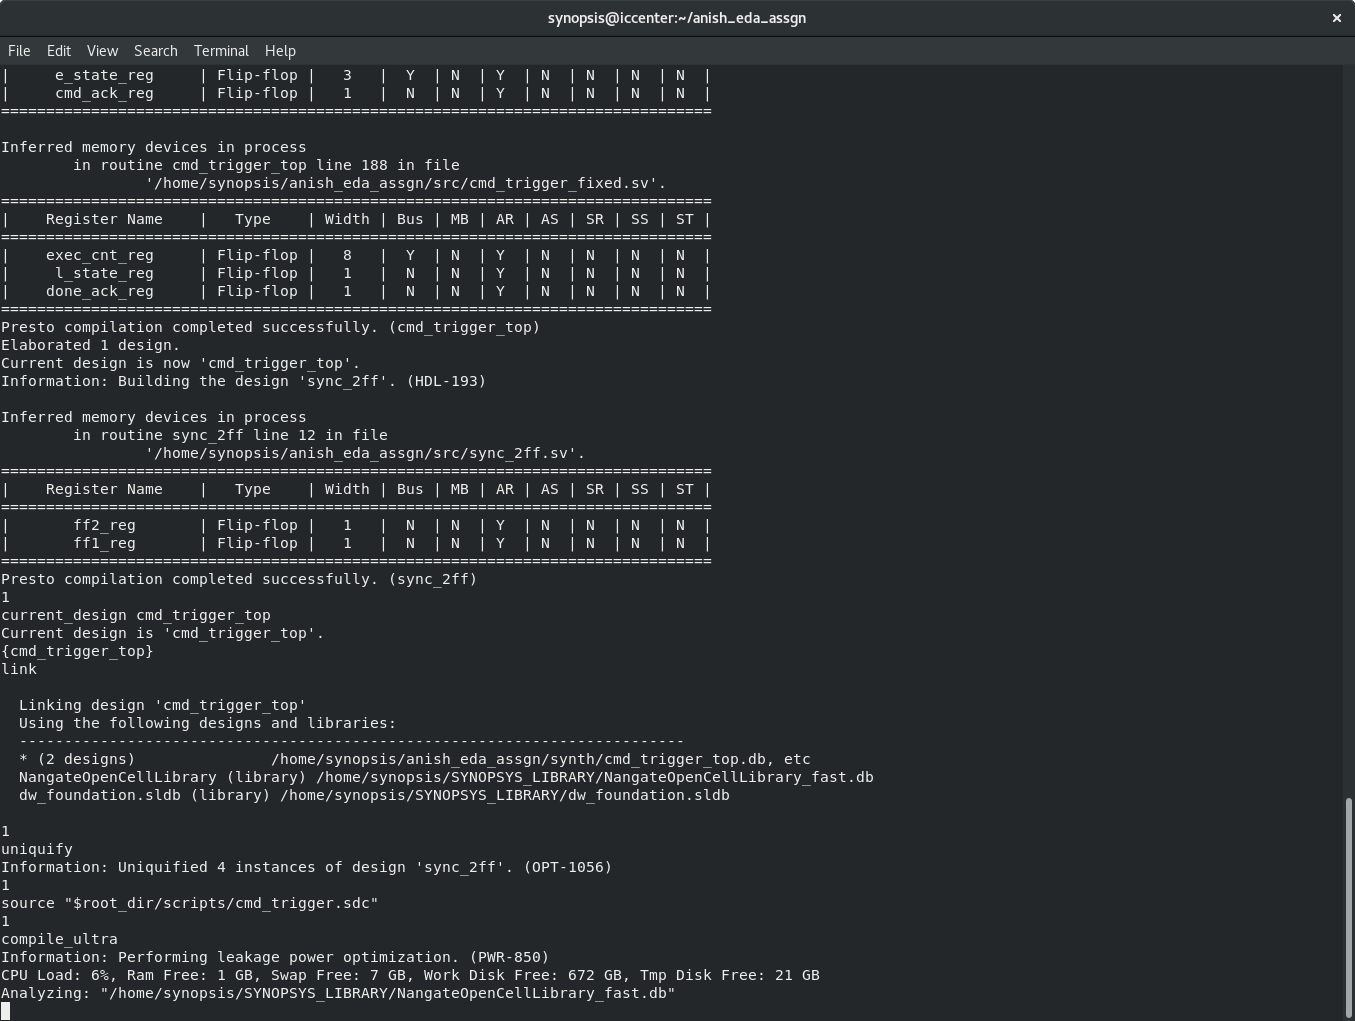 synopsis@iccenter:~/anish_eda_assgn ×
File Edit View Search Terminal Help
|     e_state_reg     | Flip-flop |   3   |  Y  | N  | Y  | N  | N  | N  | N  |
|     cmd_ack_reg     | Flip-flop |   1   |  N  | N  | Y  | N  | N  | N  | N  |
===============================================================================
Inferred memory devices in process
        in routine cmd_trigger_top line 188 in file
                '/home/synopsis/anish_eda_assgn/src/cmd_trigger_fixed.sv'.
===============================================================================
|    Register Name    |   Type    | Width | Bus | MB | AR | AS | SR | SS | ST |
===============================================================================
|    exec_cnt_reg     | Flip-flop |   8   |  Y  | N  | Y  | N  | N  | N  | N  |
|     l_state_reg     | Flip-flop |   1   |  N  | N  | Y  | N  | N  | N  | N  |
|    done_ack_reg     | Flip-flop |   1   |  N  | N  | Y  | N  | N  | N  | N  |
===============================================================================
Presto compilation completed successfully. (cmd_trigger_top)
Elaborated 1 design.
Current design is now 'cmd_trigger_top'.
Information: Building the design 'sync_2ff'. (HDL-193)
Inferred memory devices in process
        in routine sync_2ff line 12 in file
                '/home/synopsis/anish_eda_assgn/src/sync_2ff.sv'.
===============================================================================
|    Register Name    |   Type    | Width | Bus | MB | AR | AS | SR | SS | ST |
===============================================================================
|       ff2_reg       | Flip-flop |   1   |  N  | N  | Y  | N  | N  | N  | N  |
|       ff1_reg       | Flip-flop |   1   |  N  | N  | Y  | N  | N  | N  | N  |
===============================================================================
Presto compilation completed successfully. (sync_2ff)
1
current_design cmd_trigger_top
Current design is 'cmd_trigger_top'.
{cmd_trigger_top}
link
  Linking design 'cmd_trigger_top'
  Using the following designs and libraries:
  --------------------------------------------------------------------------
  * (2 designs)               /home/synopsis/anish_eda_assgn/synth/cmd_trigger_top.db, etc
  NangateOpenCellLibrary (library) /home/synopsis/SYNOPSYS_LIBRARY/NangateOpenCellLibrary_fast.db
  dw_foundation.sldb (library) /home/synopsis/SYNOPSYS_LIBRARY/dw_foundation.sldb
1
uniquify
Information: Uniquified 4 instances of design 'sync_2ff'. (OPT-1056)
1
source "$root_dir/scripts/cmd_trigger.sdc"
1
compile_ultra
Information: Performing leakage power optimization. (PWR-850)
CPU Load: 6%, Ram Free: 1 GB, Swap Free: 7 GB, Work Disk Free: 672 GB, Tmp Disk Free: 21 GB
Analyzing: "/home/synopsis/SYNOPSYS_LIBRARY/NangateOpenCellLibrary_fast.db"